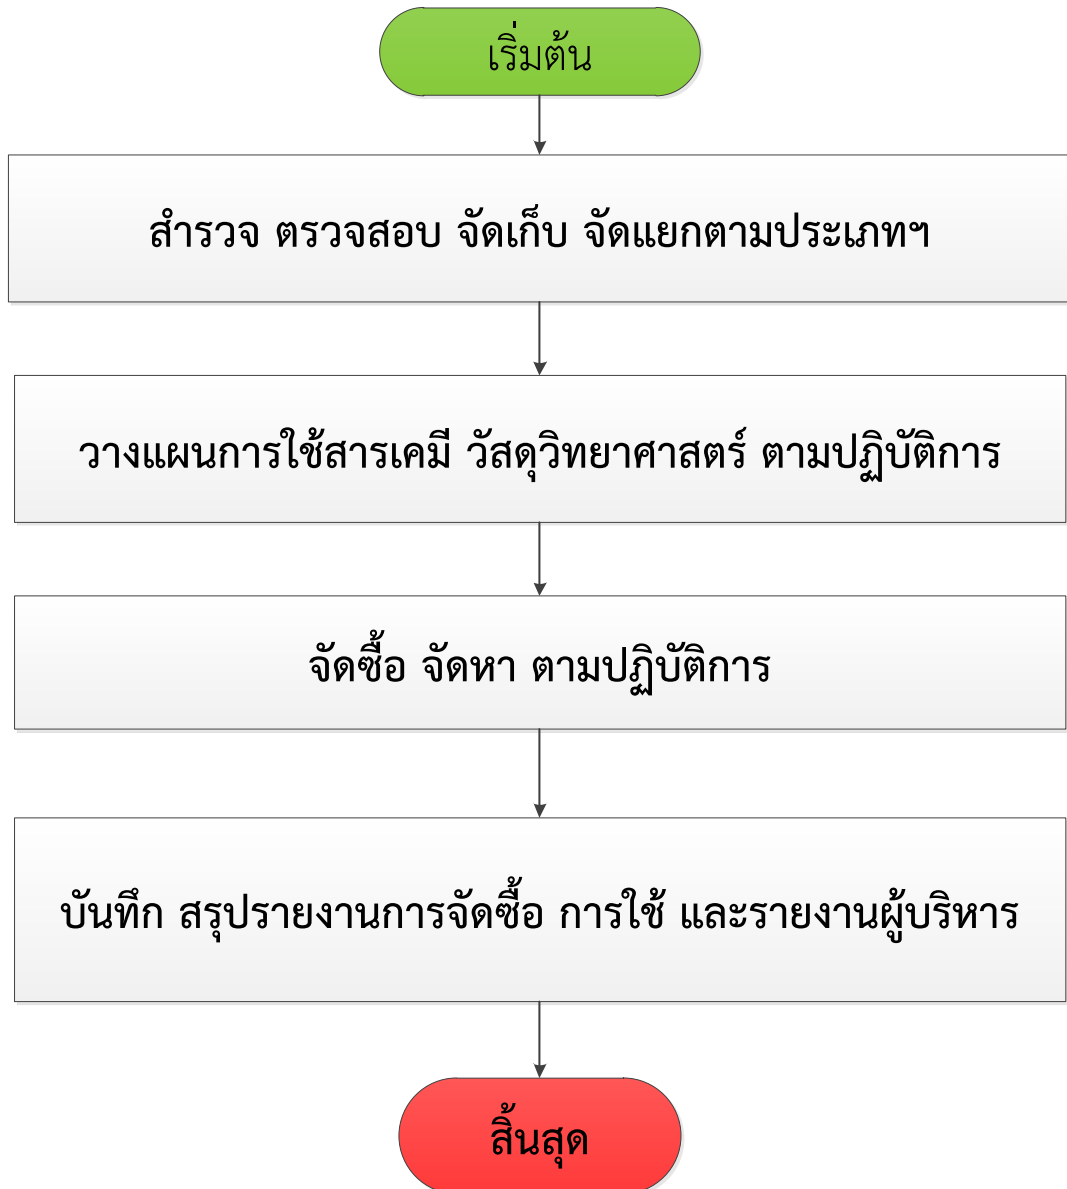 เริ่มต้น
สำรวจ ตรวจสอบ จัดเก็บ จัดแยกตามประเภทฯ
วางแผนการใช้สารเคมี วัสดุวิทยาศาสตร์ ตามปฏิบัติการ
จัดซื้อ จัดหา ตามปฏิบัติการ
บันทึก สรุปรายงานการจัดซื้อ การใช้ และรายงานผู้บริหาร
สิ้นสุด